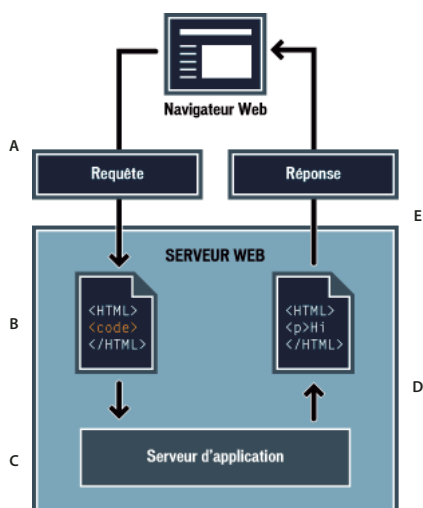 Navigateur Web
A
Requête
Réponse
E
SERVEUR WEB
B
<HTML>
<code>
</HTML>
<HTML>
<p>Hi
</HTML>
D
C
Serveur d'application